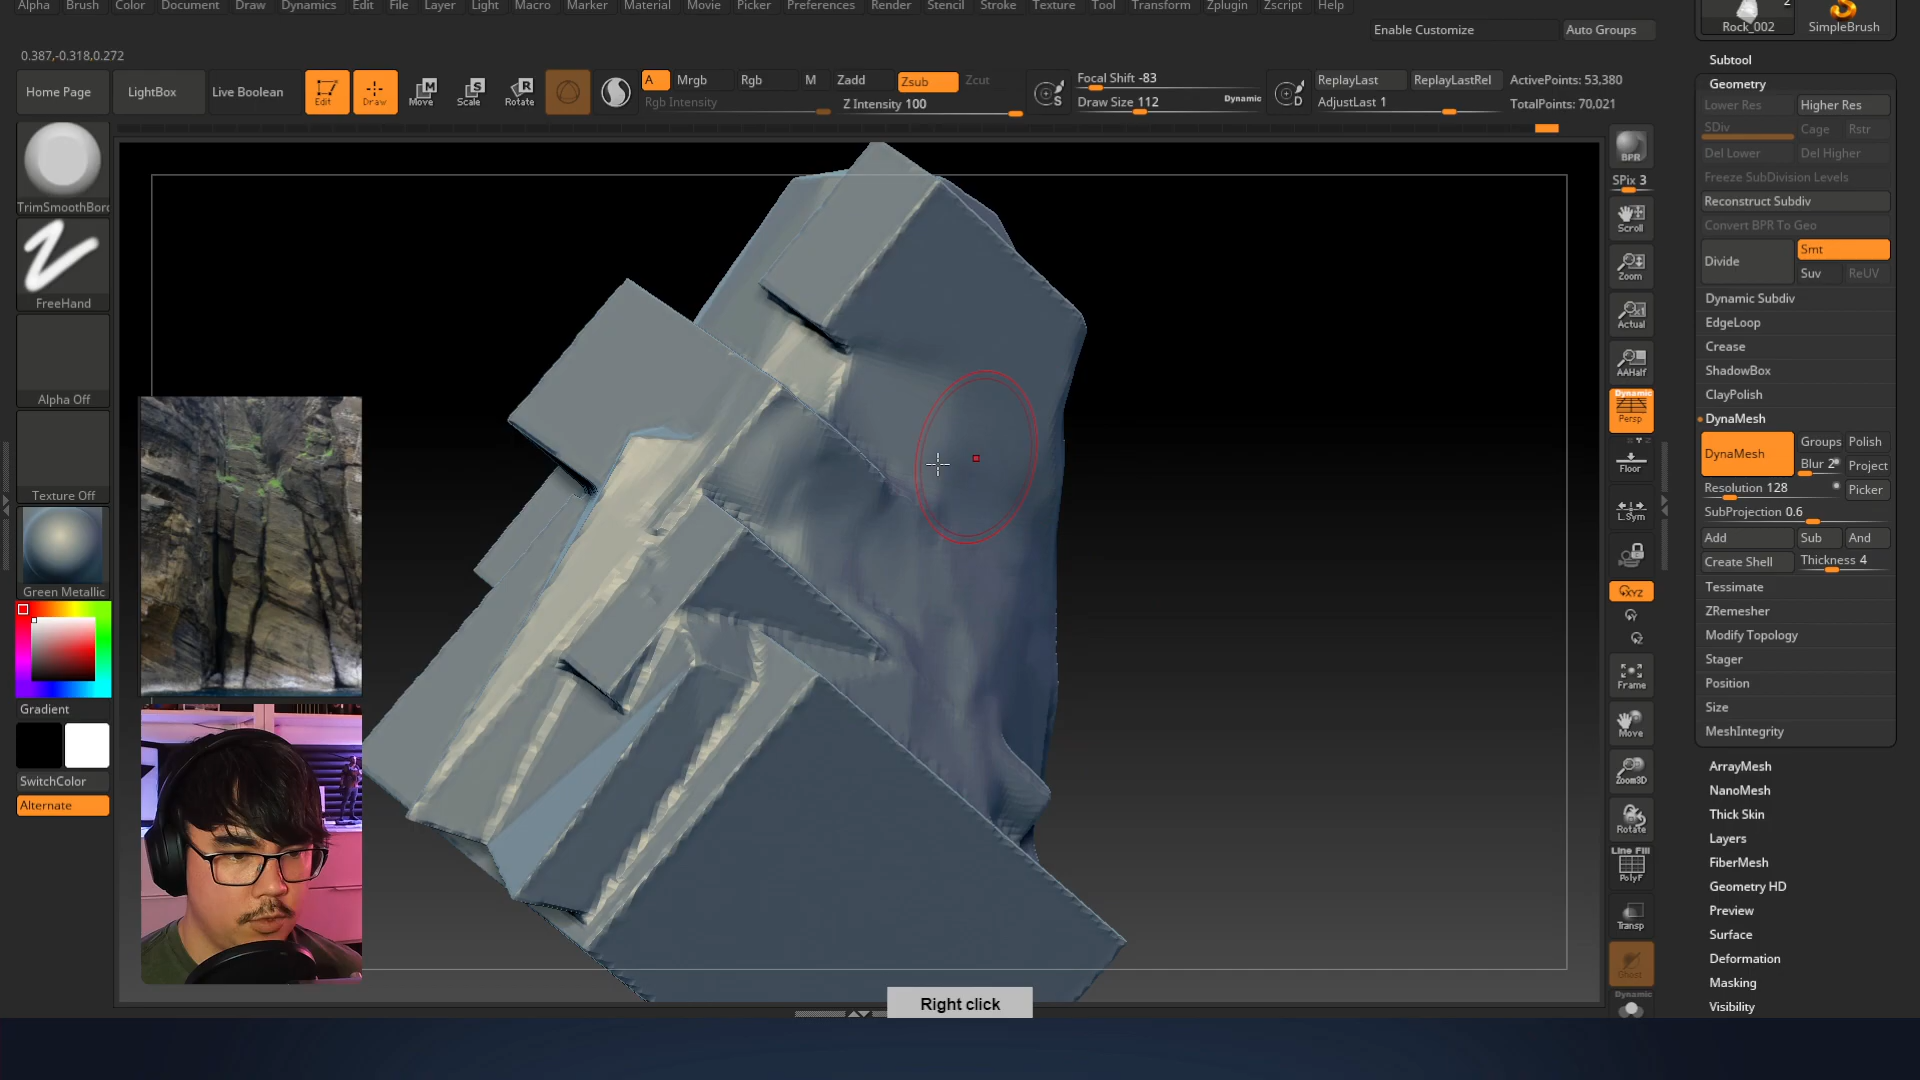 Alpha Brush Color Document Draw Dynamics Edit File Layer Light Macro Marker Material Movie Picker Preferences Render Stencil Stroke Texture Tool Transform Zplugin Zscript Help
Enable Customize
Auto Groups
2
Rock_002
SimpleBrush
0.387,-0.318,0.272
Home Page
LightBox
Live Boolean
Edit
Draw
Move
Scale
Rotate
A Mrgb Rgb M Zadd Zsub Zcut
Rgb Intensity
Z Intensity 100
S
Focal Shift -83
Draw Size 112
Dynamic
D
ReplayLast ReplayLastRel ActivePoints: 53,380
AdjustLast 1 TotalPoints: 70,021
TrimSmoothBord
FreeHand
Alpha Off
Texture Off
Green Metallic
Gradient
SwitchColor
Alternate
BPR
SPix 3
Scroll
Zoom
Actual
AAHalf
Dynamic
Persp
Floor
L.Sym
XYZ
Frame
Move
Zoom3D
Rotate
Line Fill
PolyF
Transp
Ghost
Dynamic
Subtool
Geometry
Lower Res Higher Res
SDiv Cage Rstr
Del Lower Del Higher
Freeze SubDivision Levels
Reconstruct Subdiv
Convert BPR To Geo
Divide Smt
Suv ReUV
Dynamic Subdiv
EdgeLoop
Crease
ShadowBox
ClayPolish
DynaMesh
DynaMesh Groups Polish
Blur 2 Project
Resolution 128 Picker
SubProjection 0.6
Add Sub And
Create Shell Thickness 4
Tessimate
ZRemesher
Modify Topology
Stager
Position
Size
MeshIntegrity
ArrayMesh
NanoMesh
Thick Skin
Layers
FiberMesh
Geometry HD
Preview
Surface
Deformation
Masking
Visibility
Right click